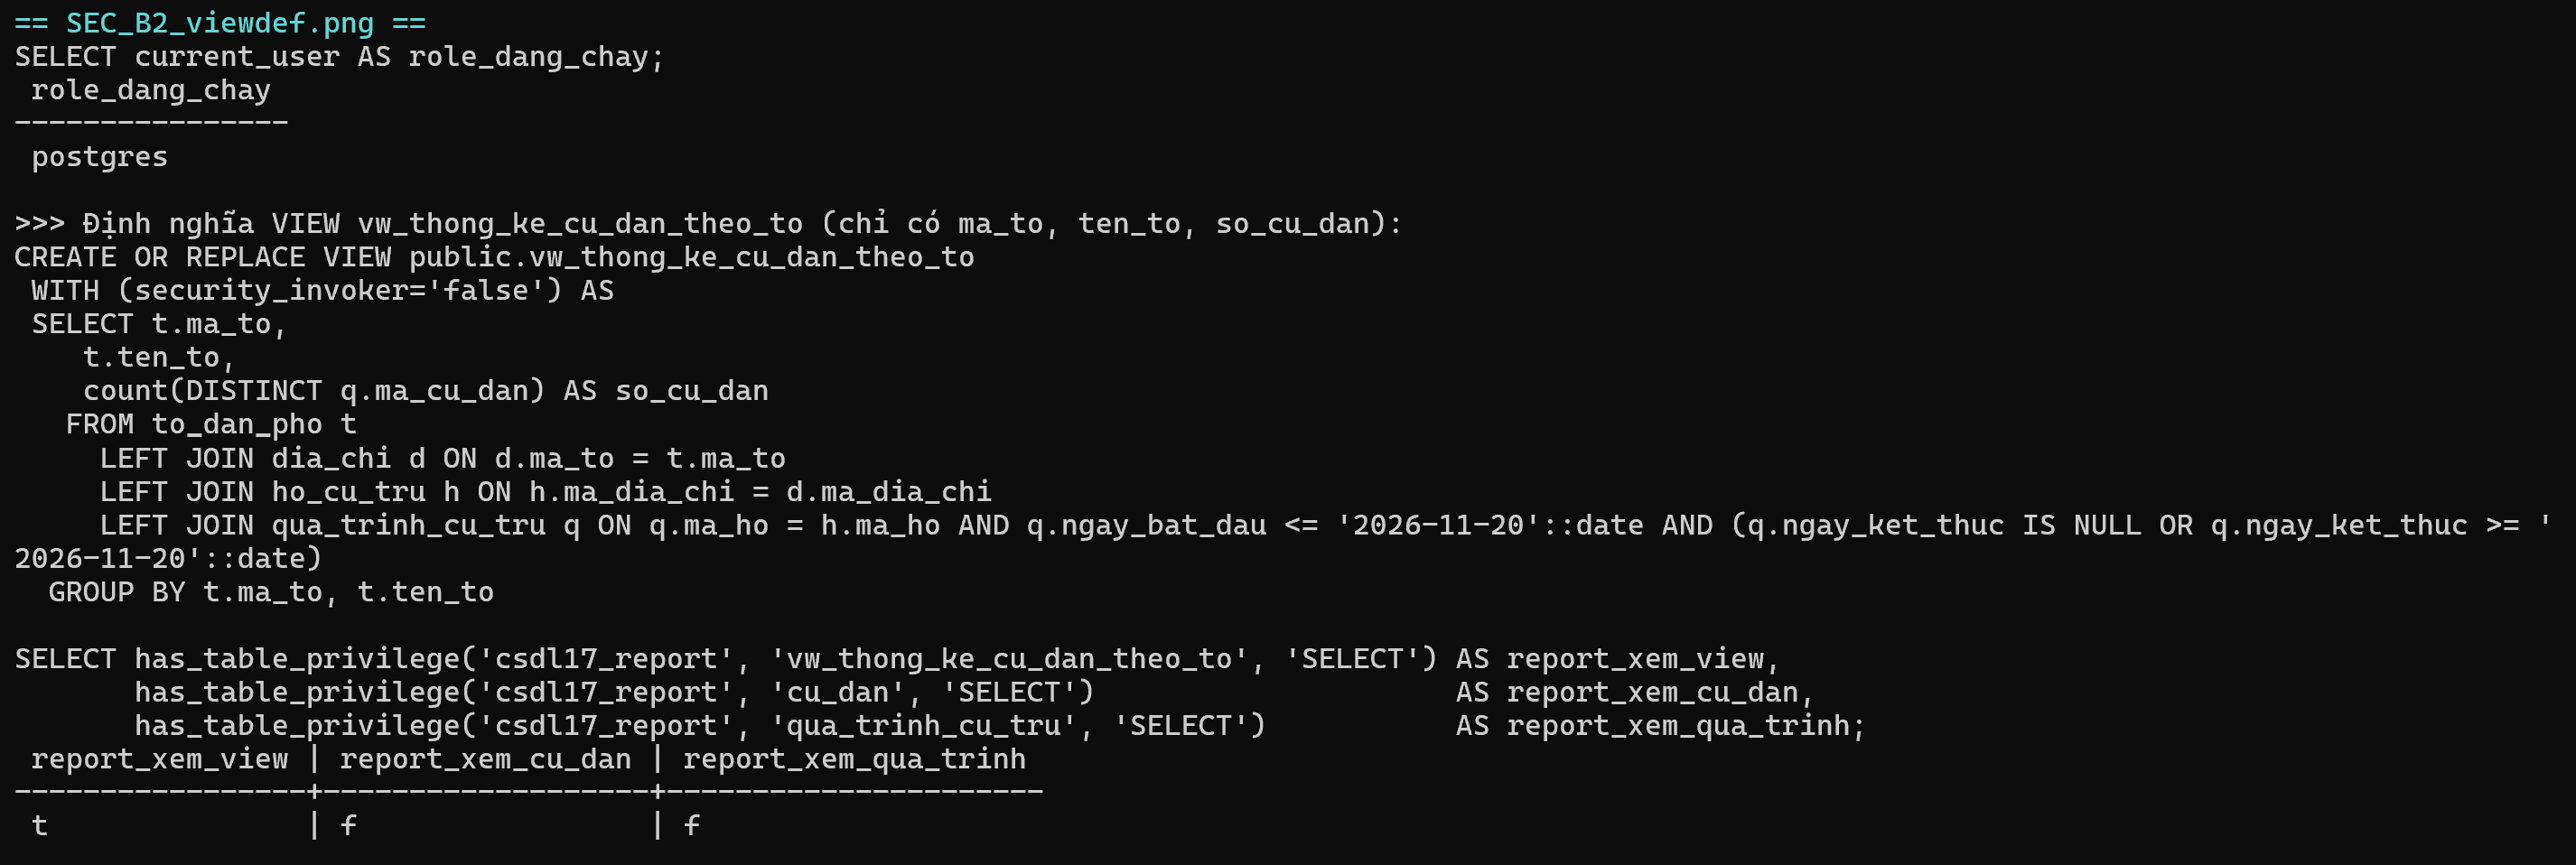 == SEC_B2_viewdef.png ==
SELECT current_user AS role_dang_chay;
 role_dang_chay
----------------
 postgres

>>> Định nghĩa VIEW vw_thong_ke_cu_dan_theo_to (chỉ có ma_to, ten_to, so_cu_dan):
CREATE OR REPLACE VIEW public.vw_thong_ke_cu_dan_theo_to
 WITH (security_invoker='false') AS
 SELECT t.ma_to,
    t.ten_to,
    count(DISTINCT q.ma_cu_dan) AS so_cu_dan
   FROM to_dan_pho t
     LEFT JOIN dia_chi d ON d.ma_to = t.ma_to
     LEFT JOIN ho_cu_tru h ON h.ma_dia_chi = d.ma_dia_chi
     LEFT JOIN qua_trinh_cu_tru q ON q.ma_ho = h.ma_ho AND q.ngay_bat_dau <= '2026-11-20'::date AND (q.ngay_ket_thuc IS NULL OR q.ngay_ket_thuc >= '
2026-11-20'::date)
  GROUP BY t.ma_to, t.ten_to

SELECT has_table_privilege('csdl17_report', 'vw_thong_ke_cu_dan_theo_to', 'SELECT') AS report_xem_view,
       has_table_privilege('csdl17_report', 'cu_dan', 'SELECT')                     AS report_xem_cu_dan,
       has_table_privilege('csdl17_report', 'qua_trinh_cu_tru', 'SELECT')           AS report_xem_qua_trinh;
 report_xem_view | report_xem_cu_dan | report_xem_qua_trinh
-----------------+-------------------+----------------------
 t               | f                 | f